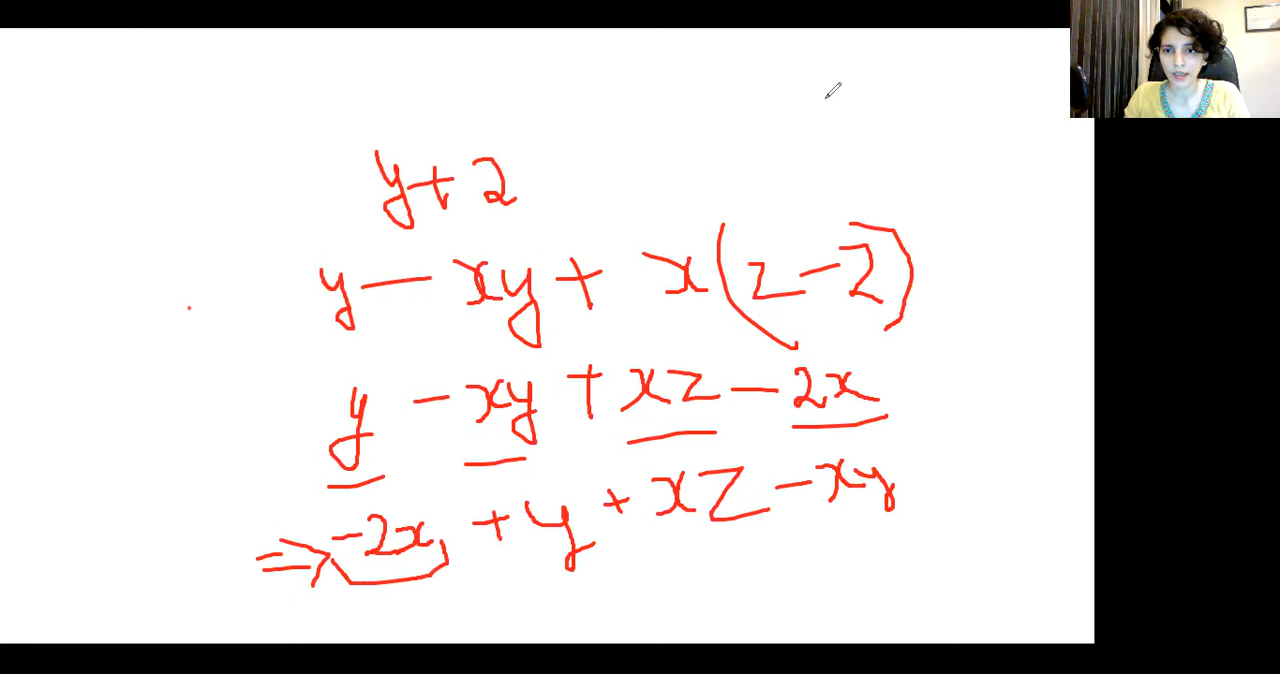 y + 2
y - xy + x(z - 2)
y - xy + xz - 2x
⇒ -2x + y + xz - xy